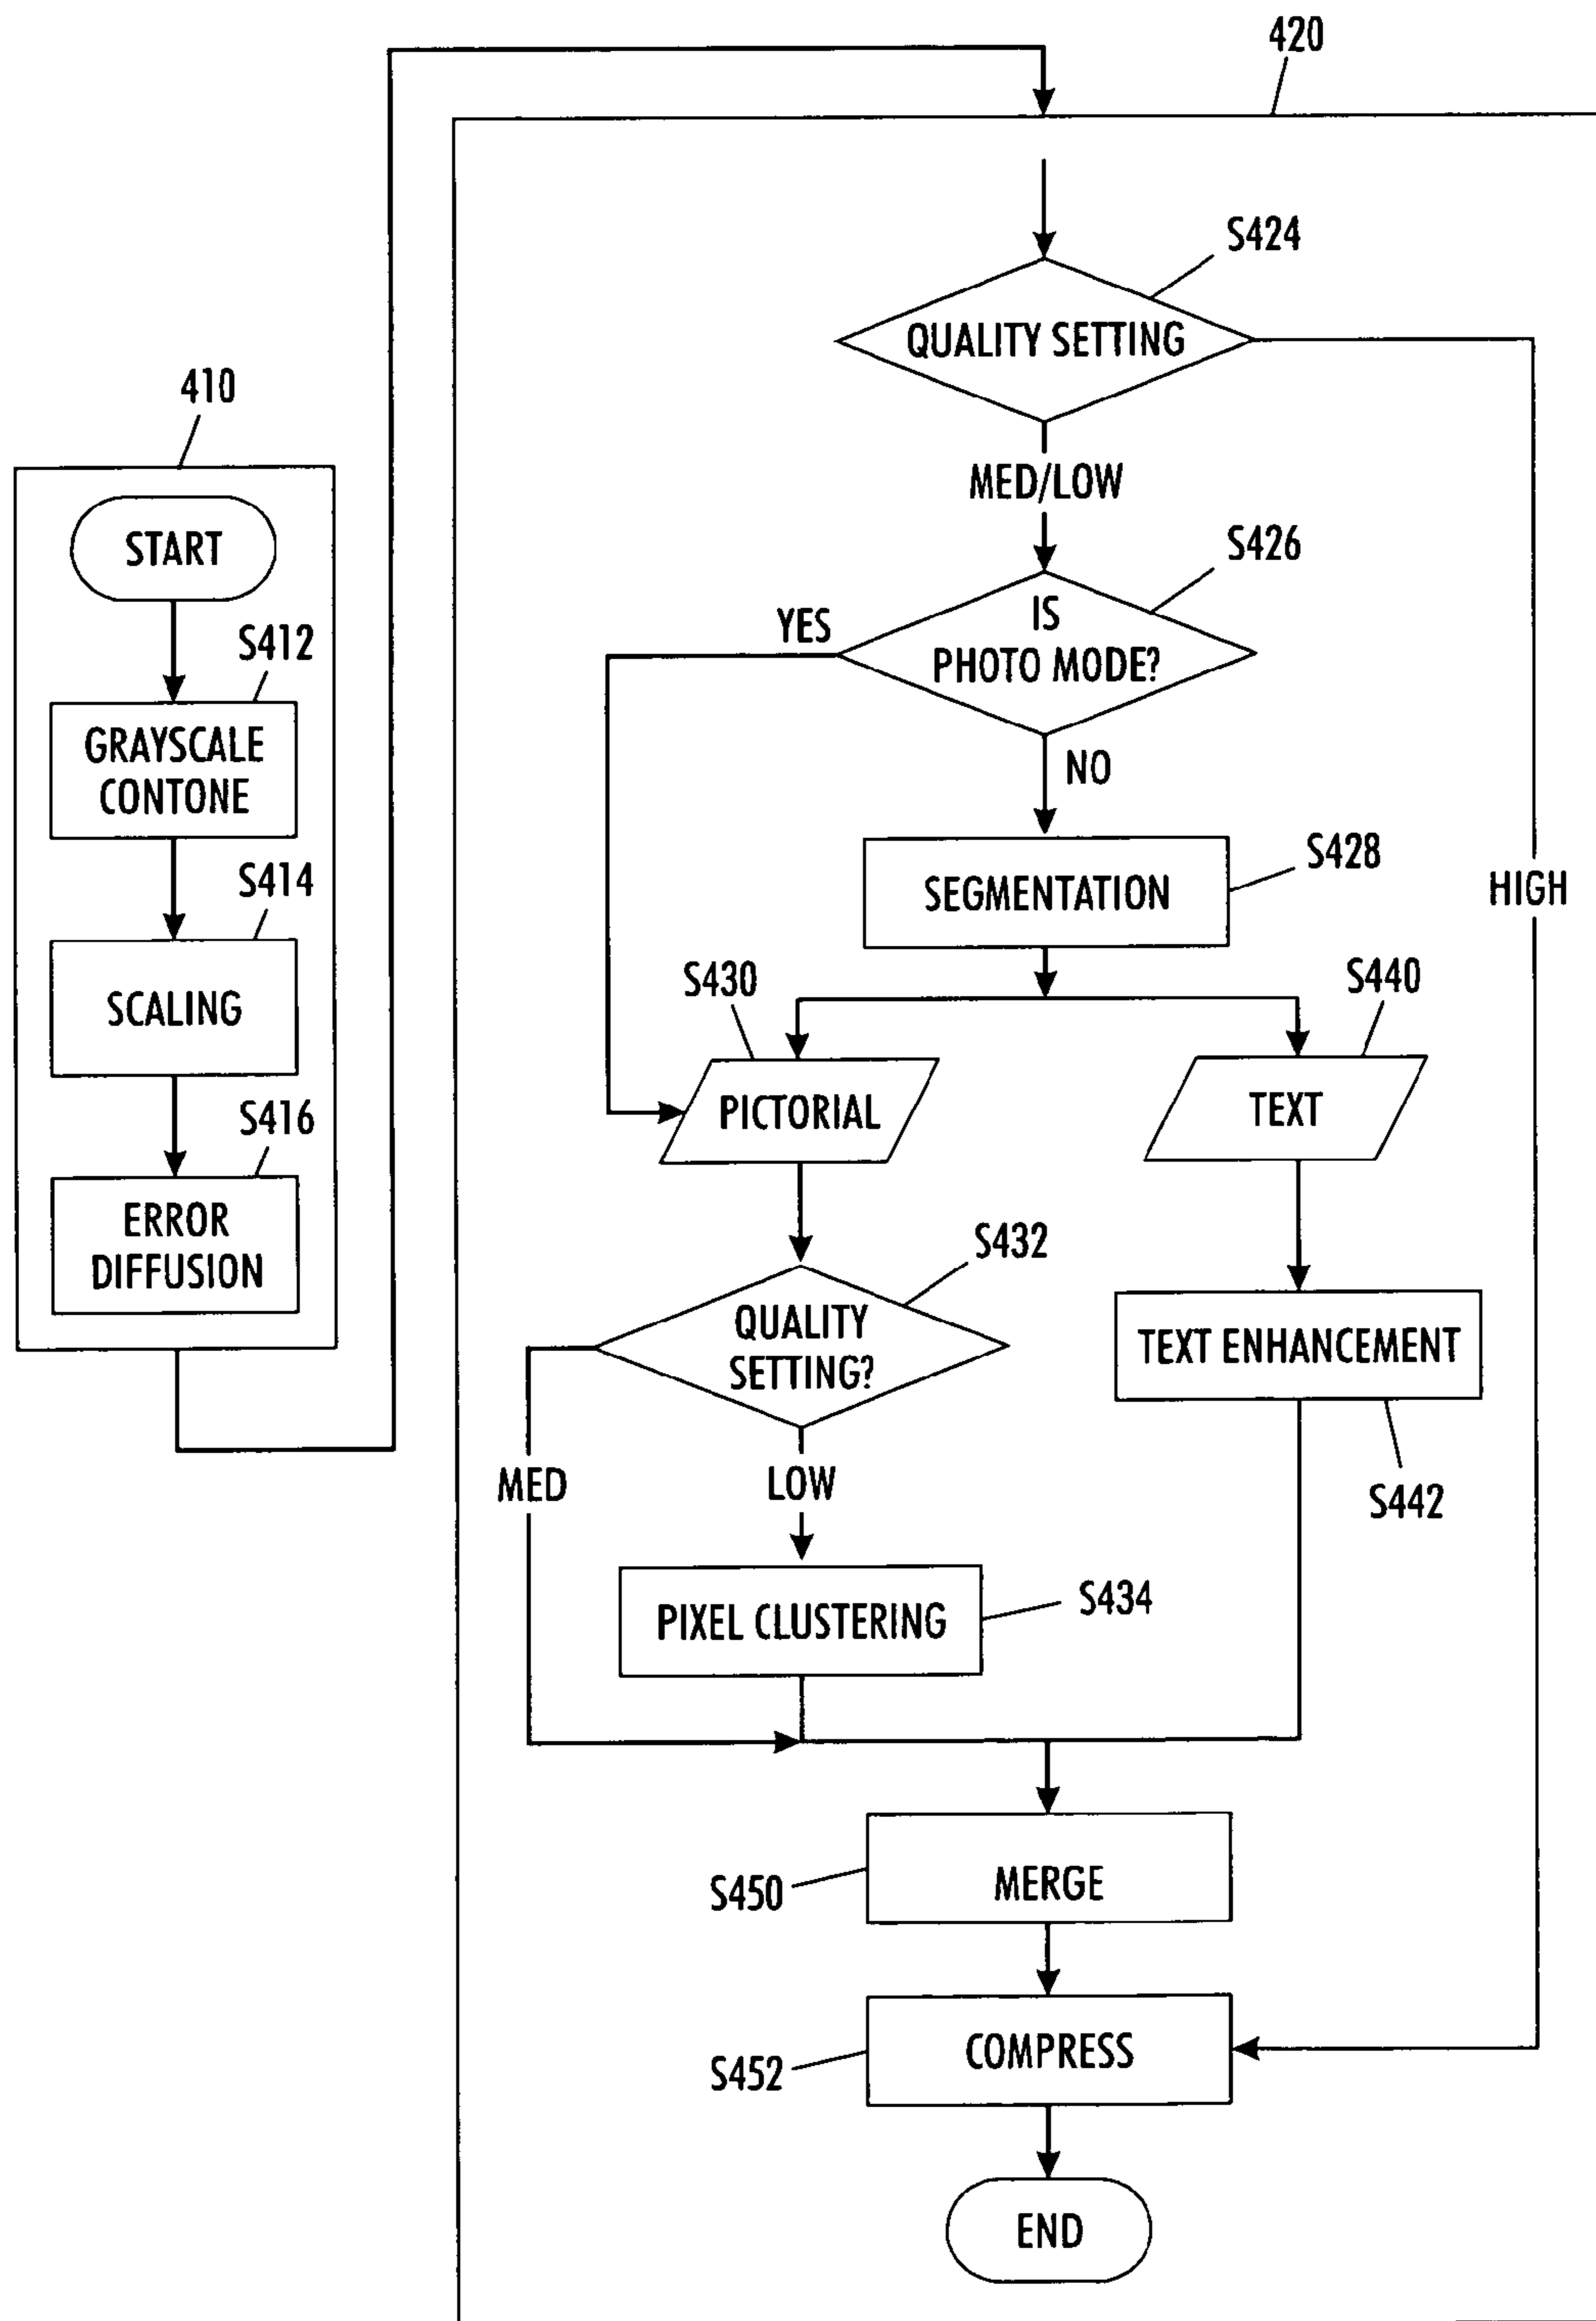 420
S424
QUALITY SETTING
410
MED/LOW
START
S426
YES
IS
PHOTO MODE?
S412
GRAYSCALE
CONTONE
NO
S414
S428
SEGMENTATION
HIGH
SCALING
S430
S440
PICTORIAL
TEXT
S416
ERROR
DIFFUSION
S432
QUALITY
SETTING?
TEXT ENHANCEMENT
MED
LOW
S442
PIXEL CLUSTERING
S434
MERGE
S450
COMPRESS
S452
END